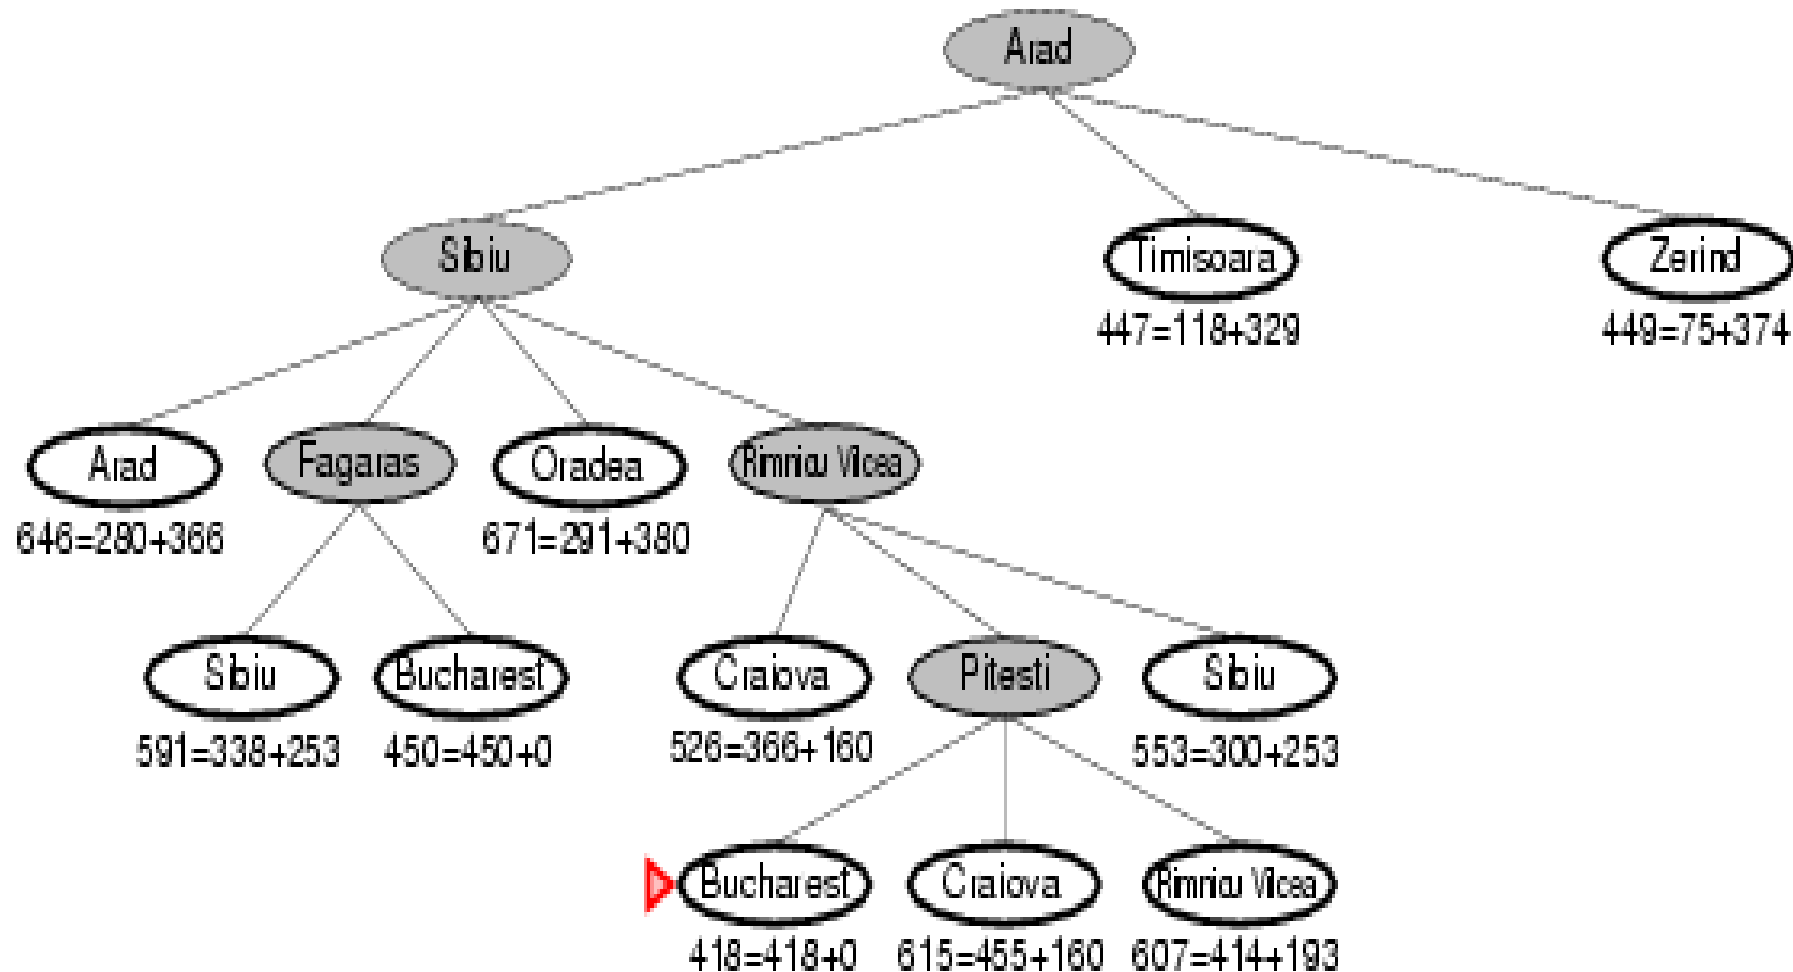 Arad
Sibiu
Timisoara
Zerind
447=118+329
449=75+374
Arad
Fagaras
Oradea
Rimnicu Vilcea
646=280+366
671=291+380
Sibiu
Bucharest
Craiova
Pitesti
Sibiu
591=338+253
450=450+0
526=366+160
553=300+253
Bucharest
Craiova
Rimnicu Vilcea
418=418+0
615=455+160
607=414+193